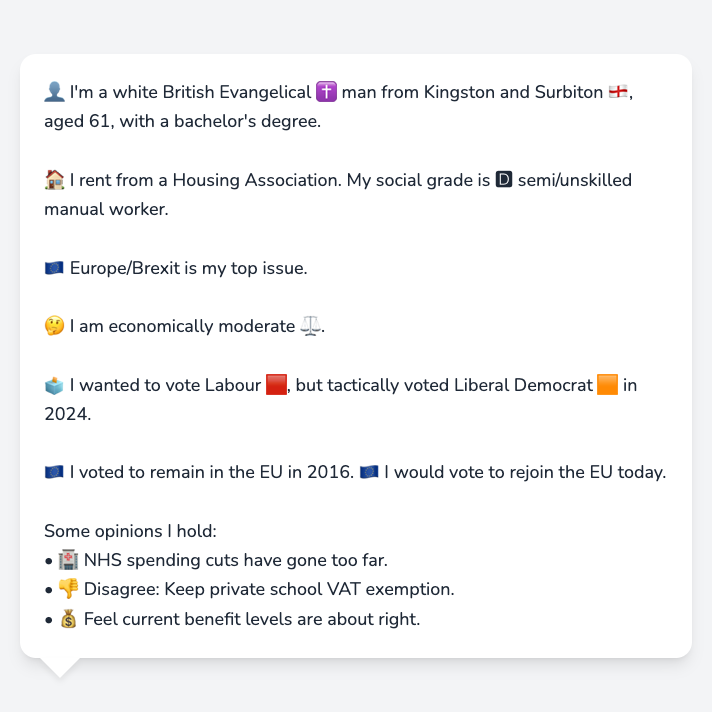 👤 I'm a white British Evangelical ✝️ man from Kingston and Surbiton 🏴󠁧󠁢󠁥󠁮󠁧󠁿,
aged 61, with a bachelor's degree.
🏠 I rent from a Housing Association. My social grade is 🅳 semi/unskilled
manual worker.
🇪🇺 Europe/Brexit is my top issue.
🤔 I am economically moderate ⚖️.
🗳️ I wanted to vote Labour 🟥, but tactically voted Liberal Democrat 🟧 in
2024.
🇪🇺 I voted to remain in the EU in 2016. 🇪🇺 I would vote to rejoin the EU today.
Some opinions I hold:
• 🏥 NHS spending cuts have gone too far.
• 👎 Disagree: Keep private school VAT exemption.
• 💰 Feel current benefit levels are about right.